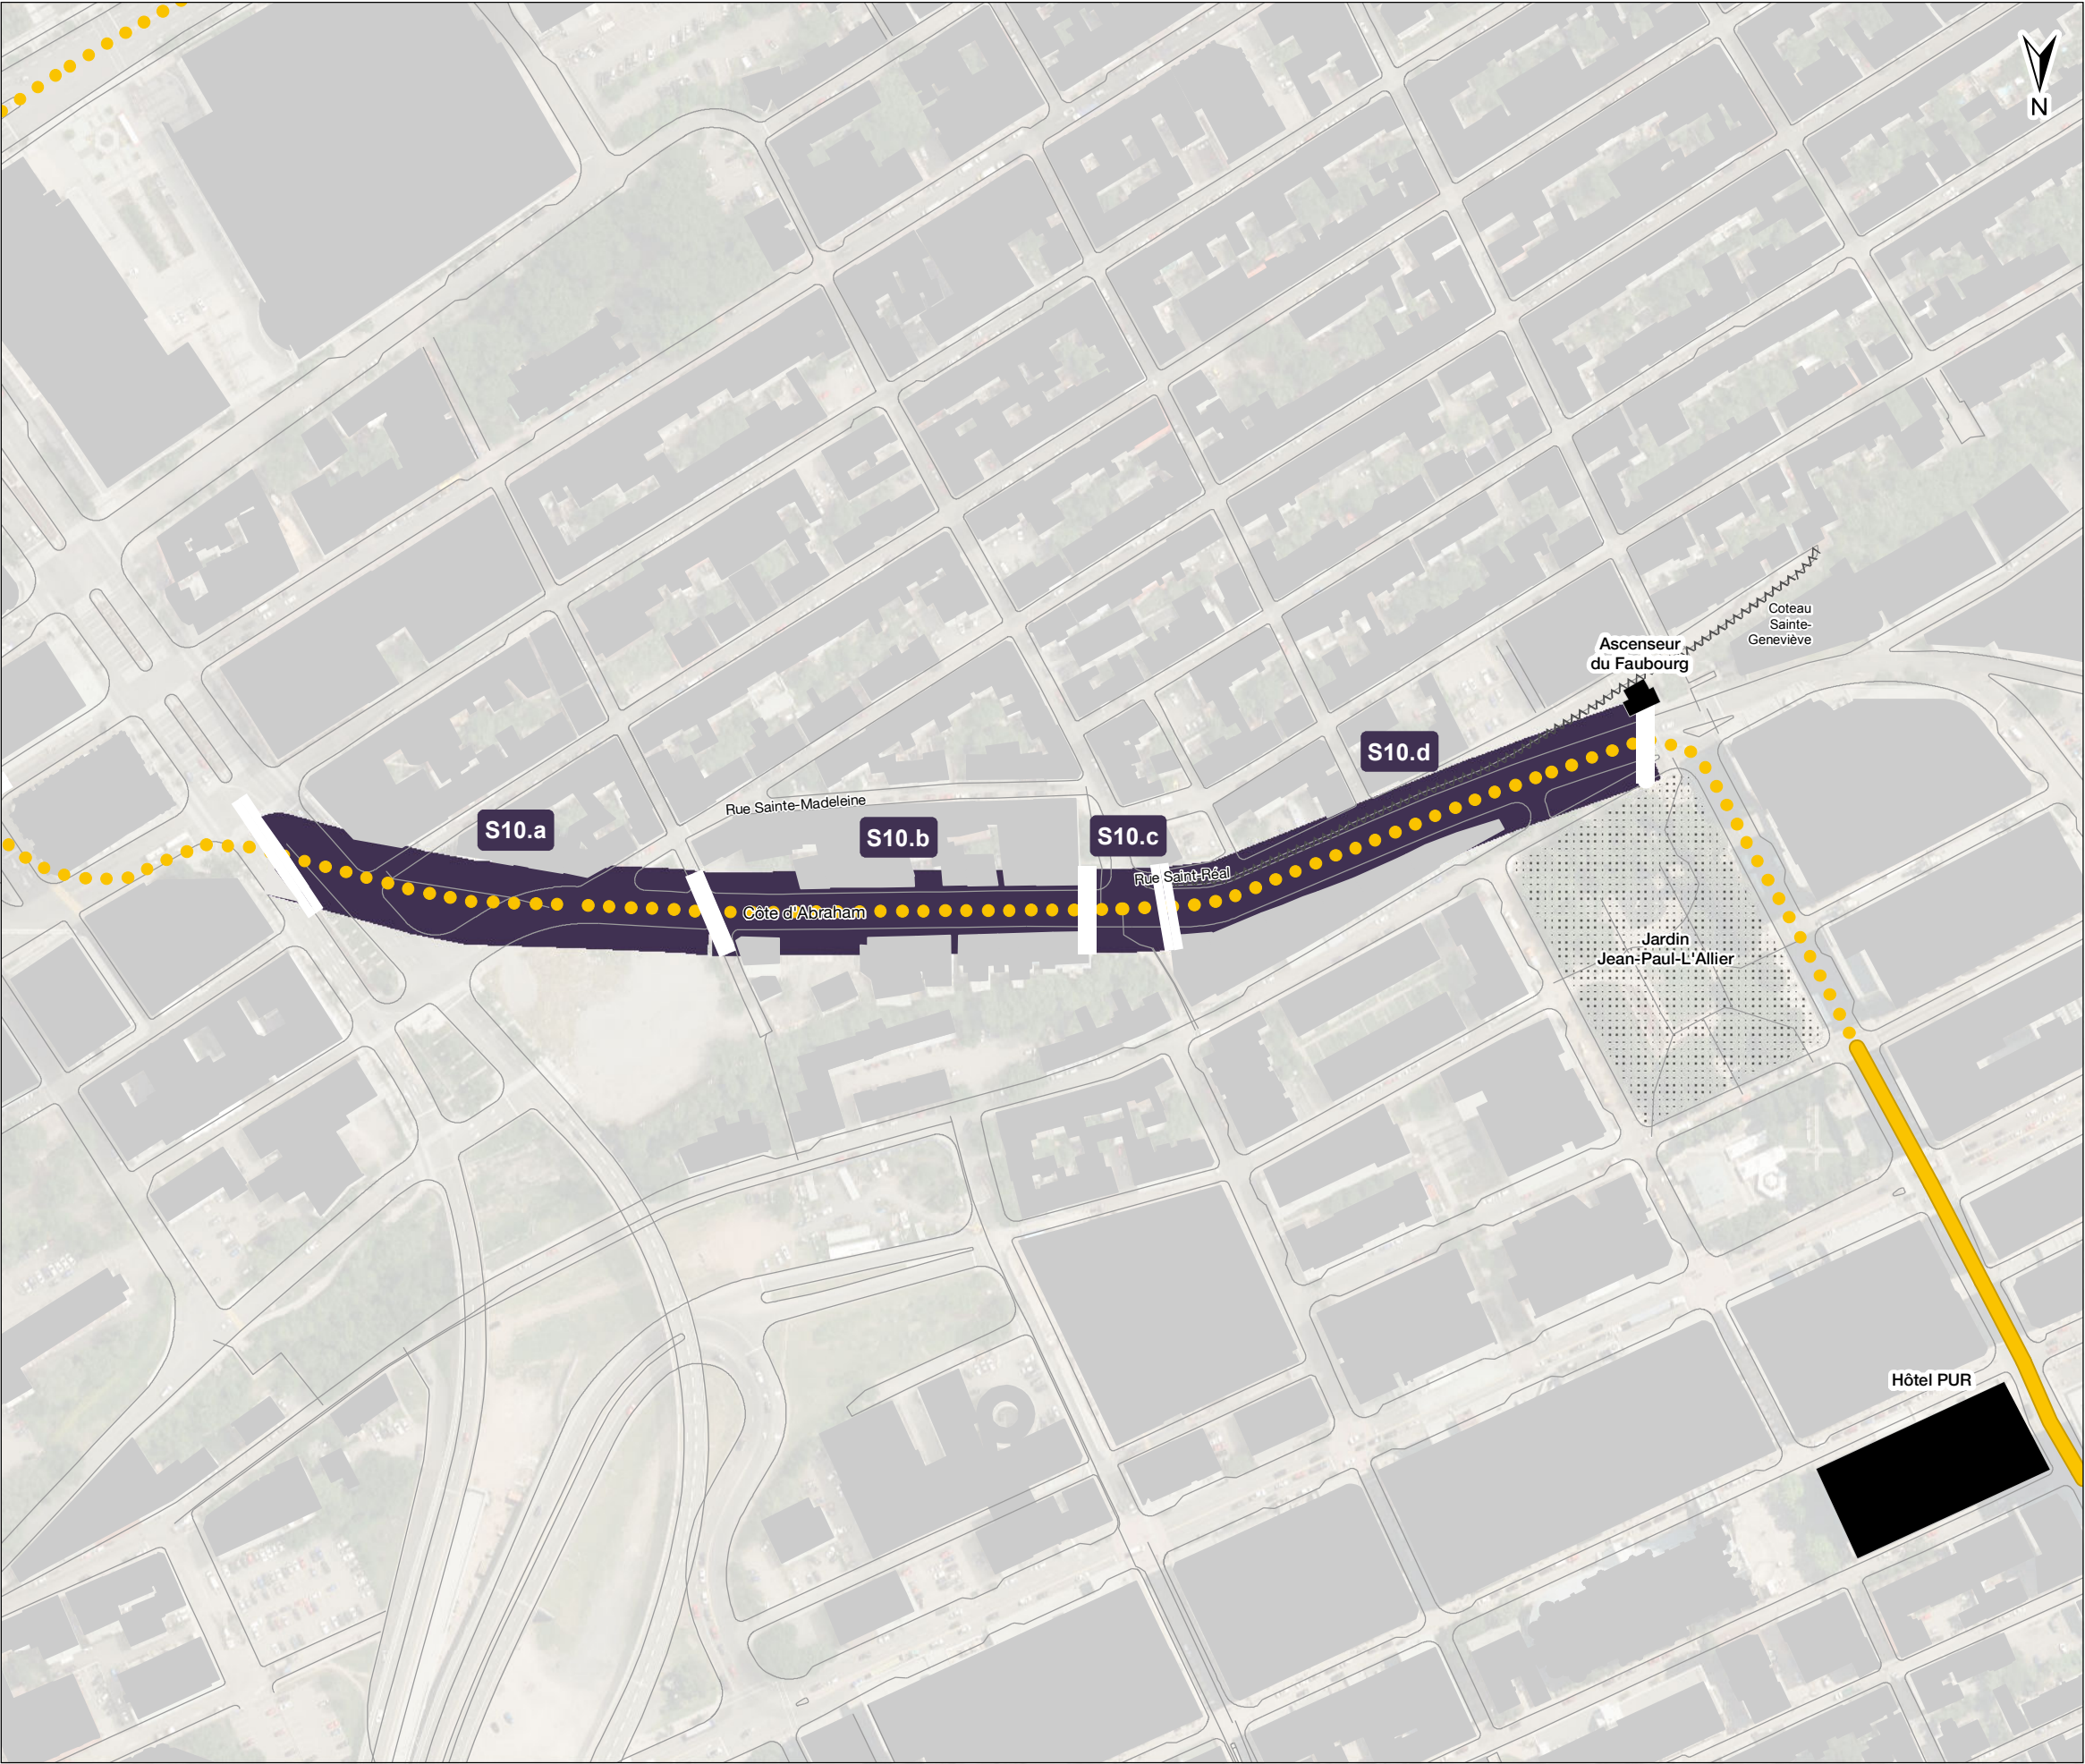 N
Coteau
Sainte-
Geneviève
Ascenseur
du Faubourg
S10.d
Rue Sainte-Madeleine
S10.a
S10.b
S10.c
Rue Saint-Réal
Côte d'Abraham
Jardin
Jean-Paul-L'Allier
Hôtel PUR